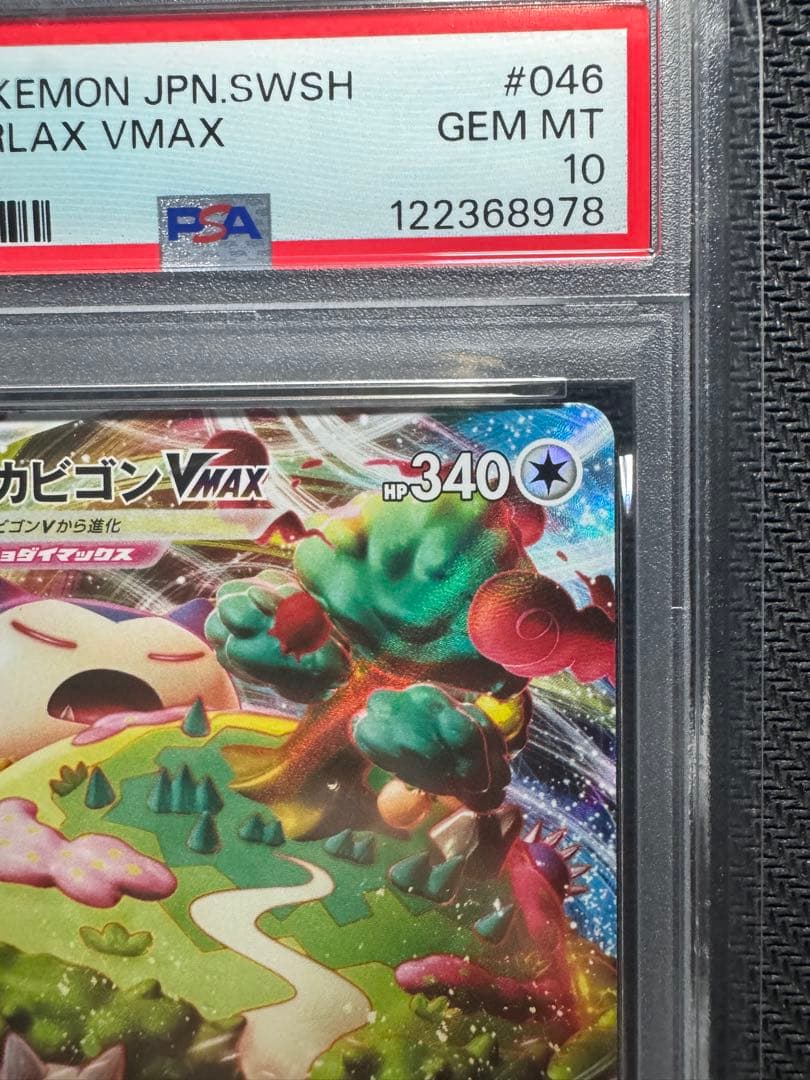 KEMON JPN.SWSH #046
RLAX VMAX GEM MT
10
PSA 122368978
カビゴンVMAX HP340
ビゴンVから進化
ョダイマックス